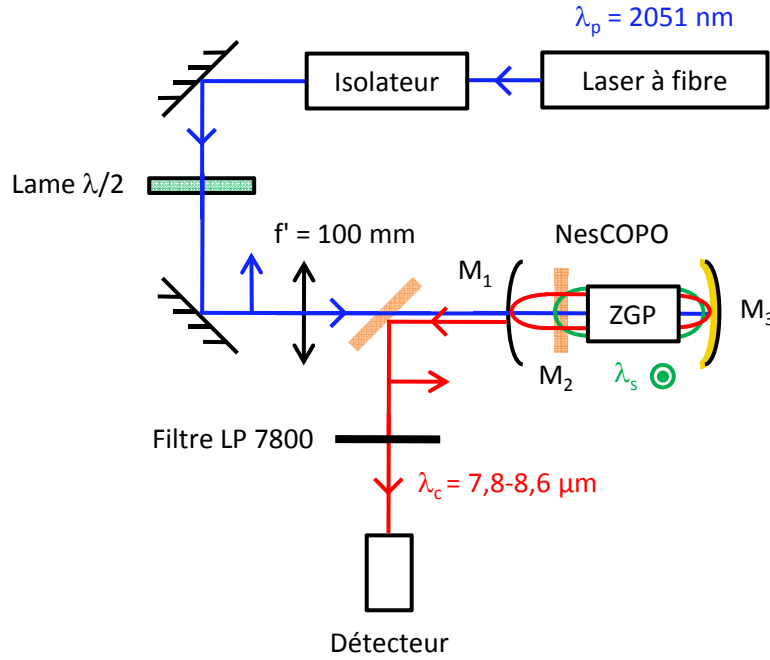 λp = 2051 nm
Isolateur
Laser à fibre
Lame λ/2
f' = 100 mm
NesCOPO
M1
ZGP
M3
M2
λs
Filtre LP 7800
λc = 7,8-8,6 µm
Détecteur